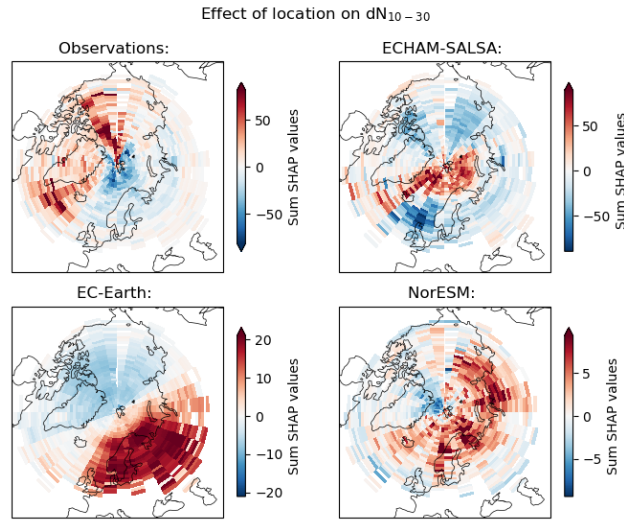 Effect of location on dN₁₀₋₃₀
Observations:
50
0
−50
Sum SHAP values
ECHAM-SALSA:
50
0
−50
Sum SHAP values
EC-Earth:
20
10
0
−10
−20
Sum SHAP values
NorESM:
5
0
−5
Sum SHAP values